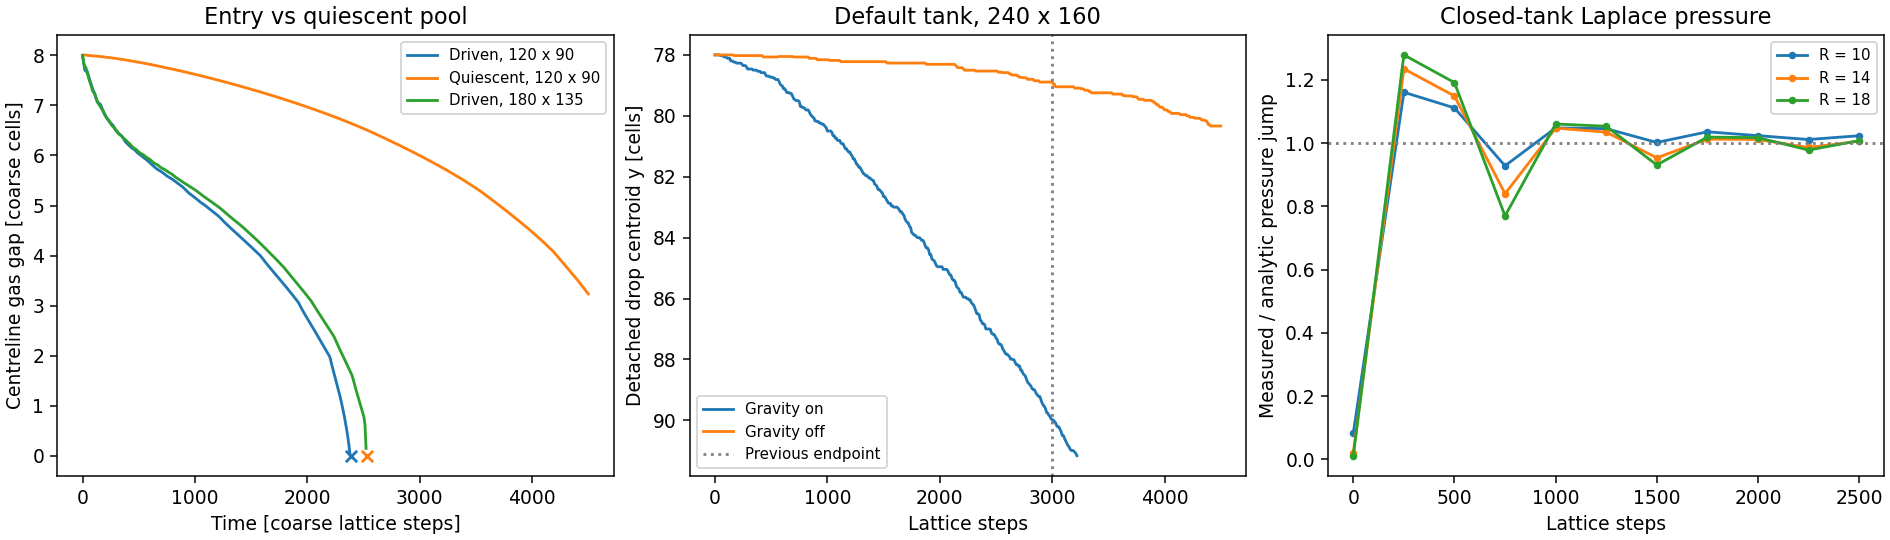 Entry vs quiescent pool
Centreline gas gap [coarse cells]
8
7
6
5
4
3
2
1
0
Driven, 120 x 90
Quiescent, 120 x 90
Driven, 180 x 135
0 1000 2000 3000 4000
Time [coarse lattice steps]
Default tank, 240 x 160
Detached drop centroid y [cells]
78
80
82
84
86
88
90
Gravity on
Gravity off
Previous endpoint
0 1000 2000 3000 4000
Lattice steps
Closed-tank Laplace pressure
Measured / analytic pressure jump
1.2
1.0
0.8
0.6
0.4
0.2
0.0
R = 10
R = 14
R = 18
0 500 1000 1500 2000 2500
Lattice steps